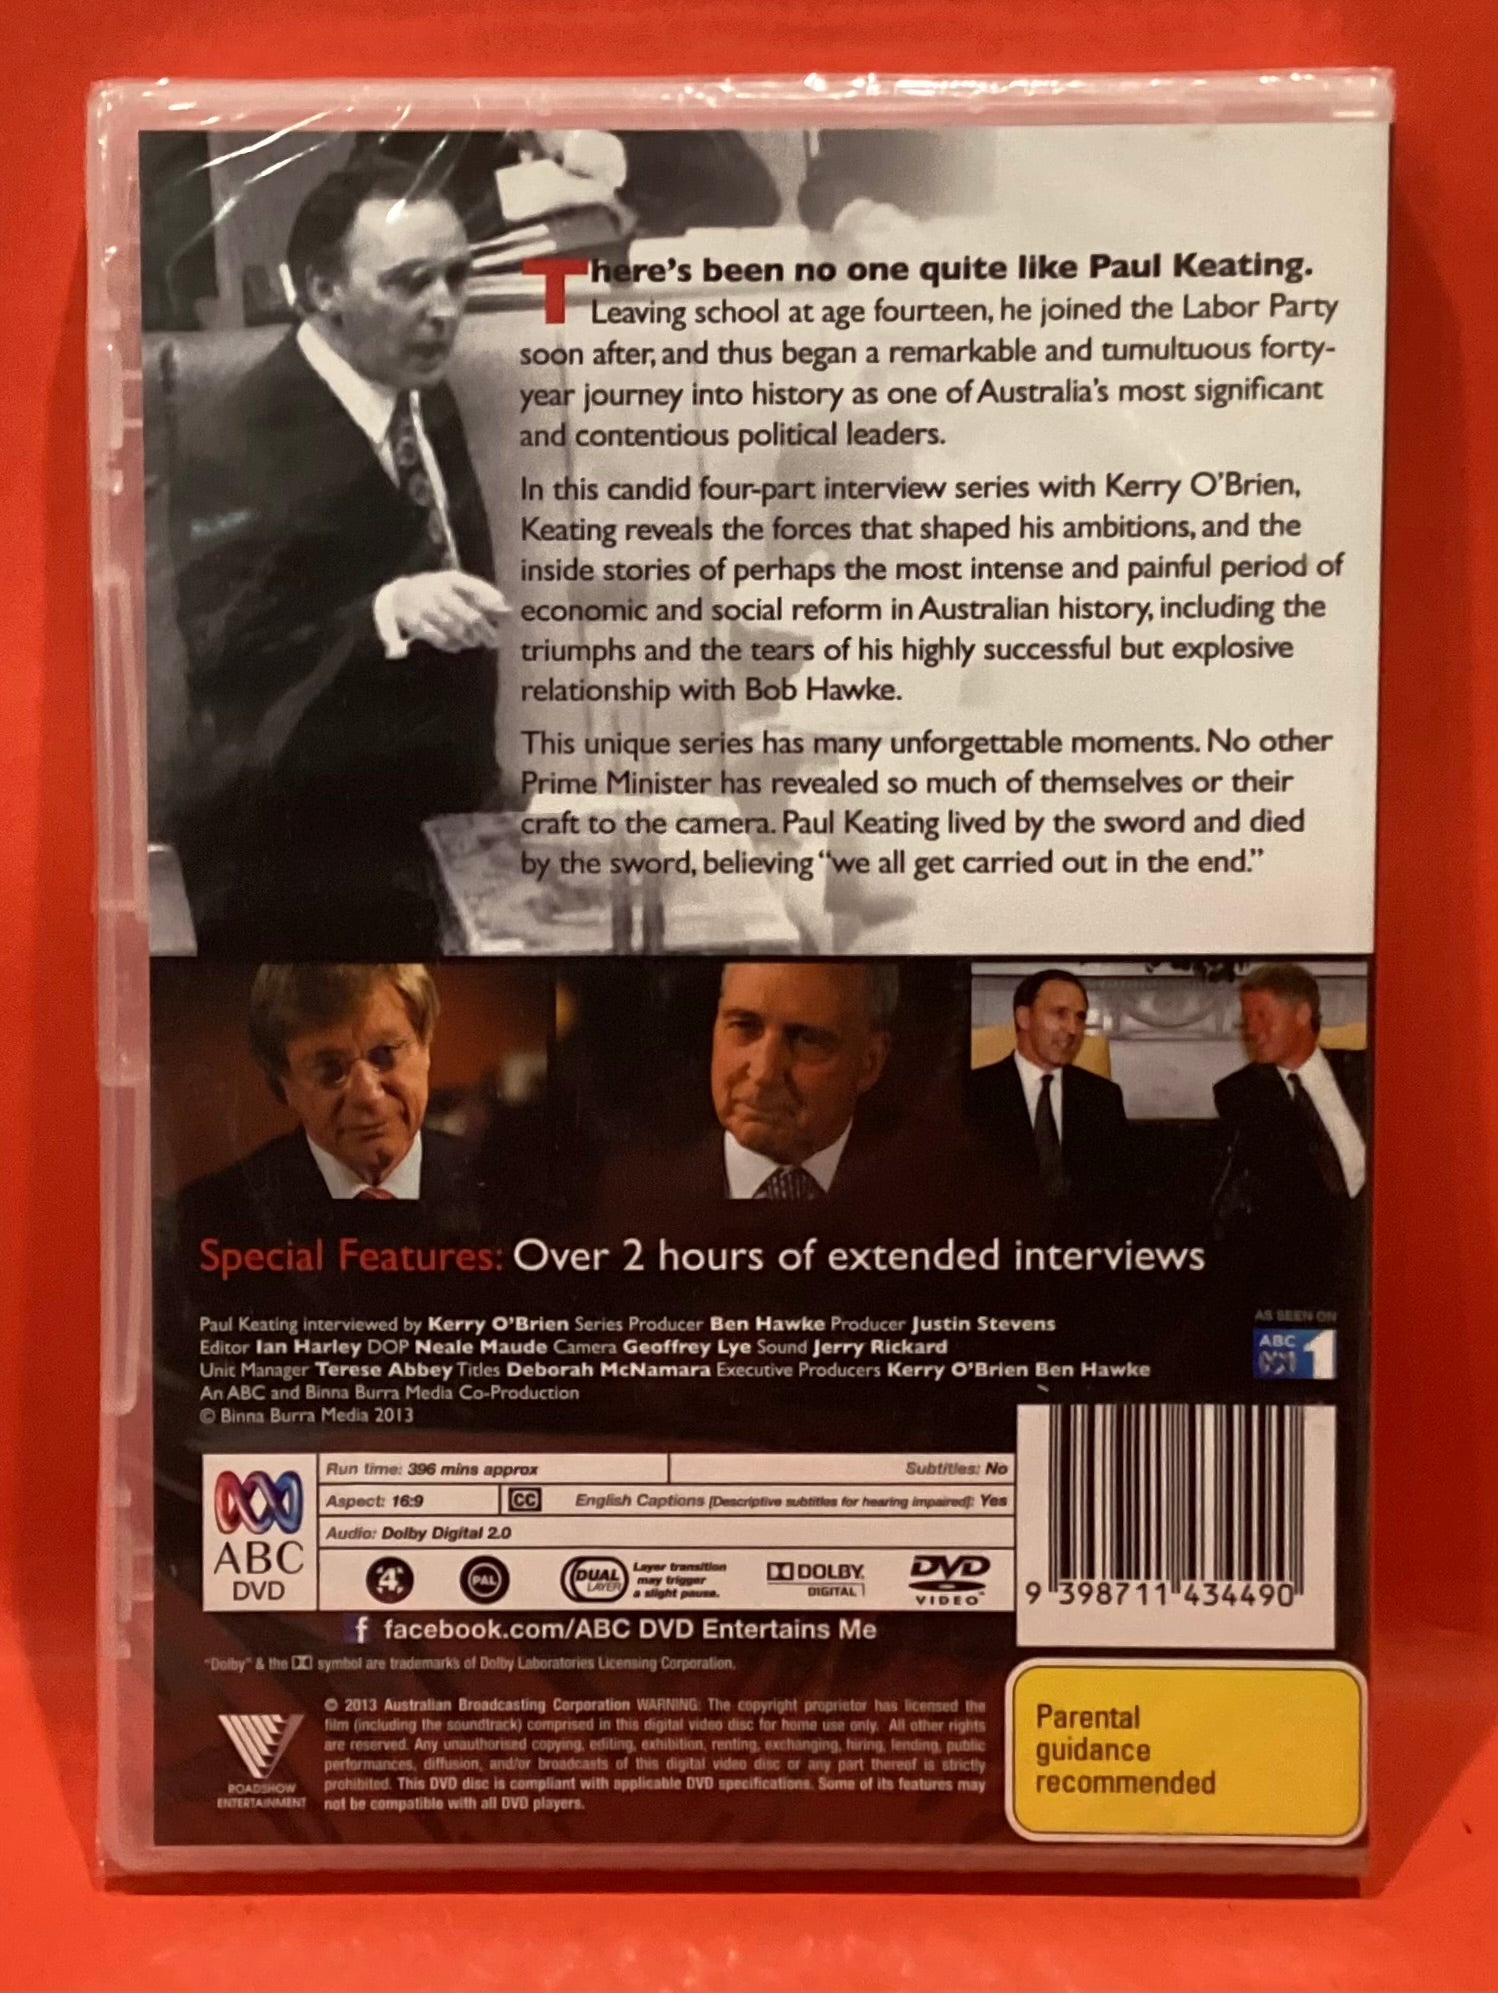 There's been no one quite like Paul Keating.
Leaving school at age fourteen, he joined the Labor Party
soon after, and thus began a remarkable and tumultuous forty-
year journey into history as one of Australia's most significant
and contentious political leaders.
In this candid four-part interview series with Kerry O'Brien,
Keating reveals the forces that shaped his ambitions, and the
inside stories of perhaps the most intense and painful period of
economic and social reform in Australian history, including the
triumphs and the tears of his highly successful but explosive
relationship with Bob Hawke.
This unique series has many unforgettable moments. No other
Prime Minister has revealed so much of themselves or their
craft to the camera. Paul Keating lived by the sword and died
by the sword, believing "we all get carried out in the end."
Special Features: Over 2 hours of extended interviews
Paul Keating interviewed by Kerry O'Brien Series Producer Ben Hawke Producer Justin Stevens
Editor Ian Harley DOP Neale Maude Camera Geoffrey Lye Sound Jerry Rickard
Unit Manager Terese Abbey Titles Deborah McNamara Executive Producers Kerry O'Brien Ben Hawke
An ABC and Binna Burra Media Co-Production
© Binna Burra Media 2013
AS SEEN ON
ABC 1
ABC
DVD
Run time: 396 mins approx
Subtitles: No
Aspect: 16:9
CC
English Captions [Descriptive subtitles for hearing impaired]: Yes
Audio: Dolby Digital 2.0
4
PAL
DUAL LAYER
Layer transition
may trigger
a slight pause.
DOLBY
DIGITAL
DVD
VIDEO
9 398711 434490
f facebook.com/ABC DVD Entertains Me
"Dolby" & the symbol are trademarks of Dolby Laboratories Licensing Corporation.
ROADSHOW
ENTERTAINMENT
© 2013 Australian Broadcasting Corporation WARNING: The copyright proprietor has licensed the
film (including the soundtrack) comprised in this digital video disc for home use only. All other rights
are reserved. Any unauthorised copying, editing, exhibition, renting, exchanging, hiring, lending, public
performances, diffusion, and/or broadcasts of this digital video disc or any part thereof is strictly
prohibited. This DVD disc is compliant with applicable DVD specifications. Some of its features may
not be compatible with all DVD players.
Parental
guidance
recommended